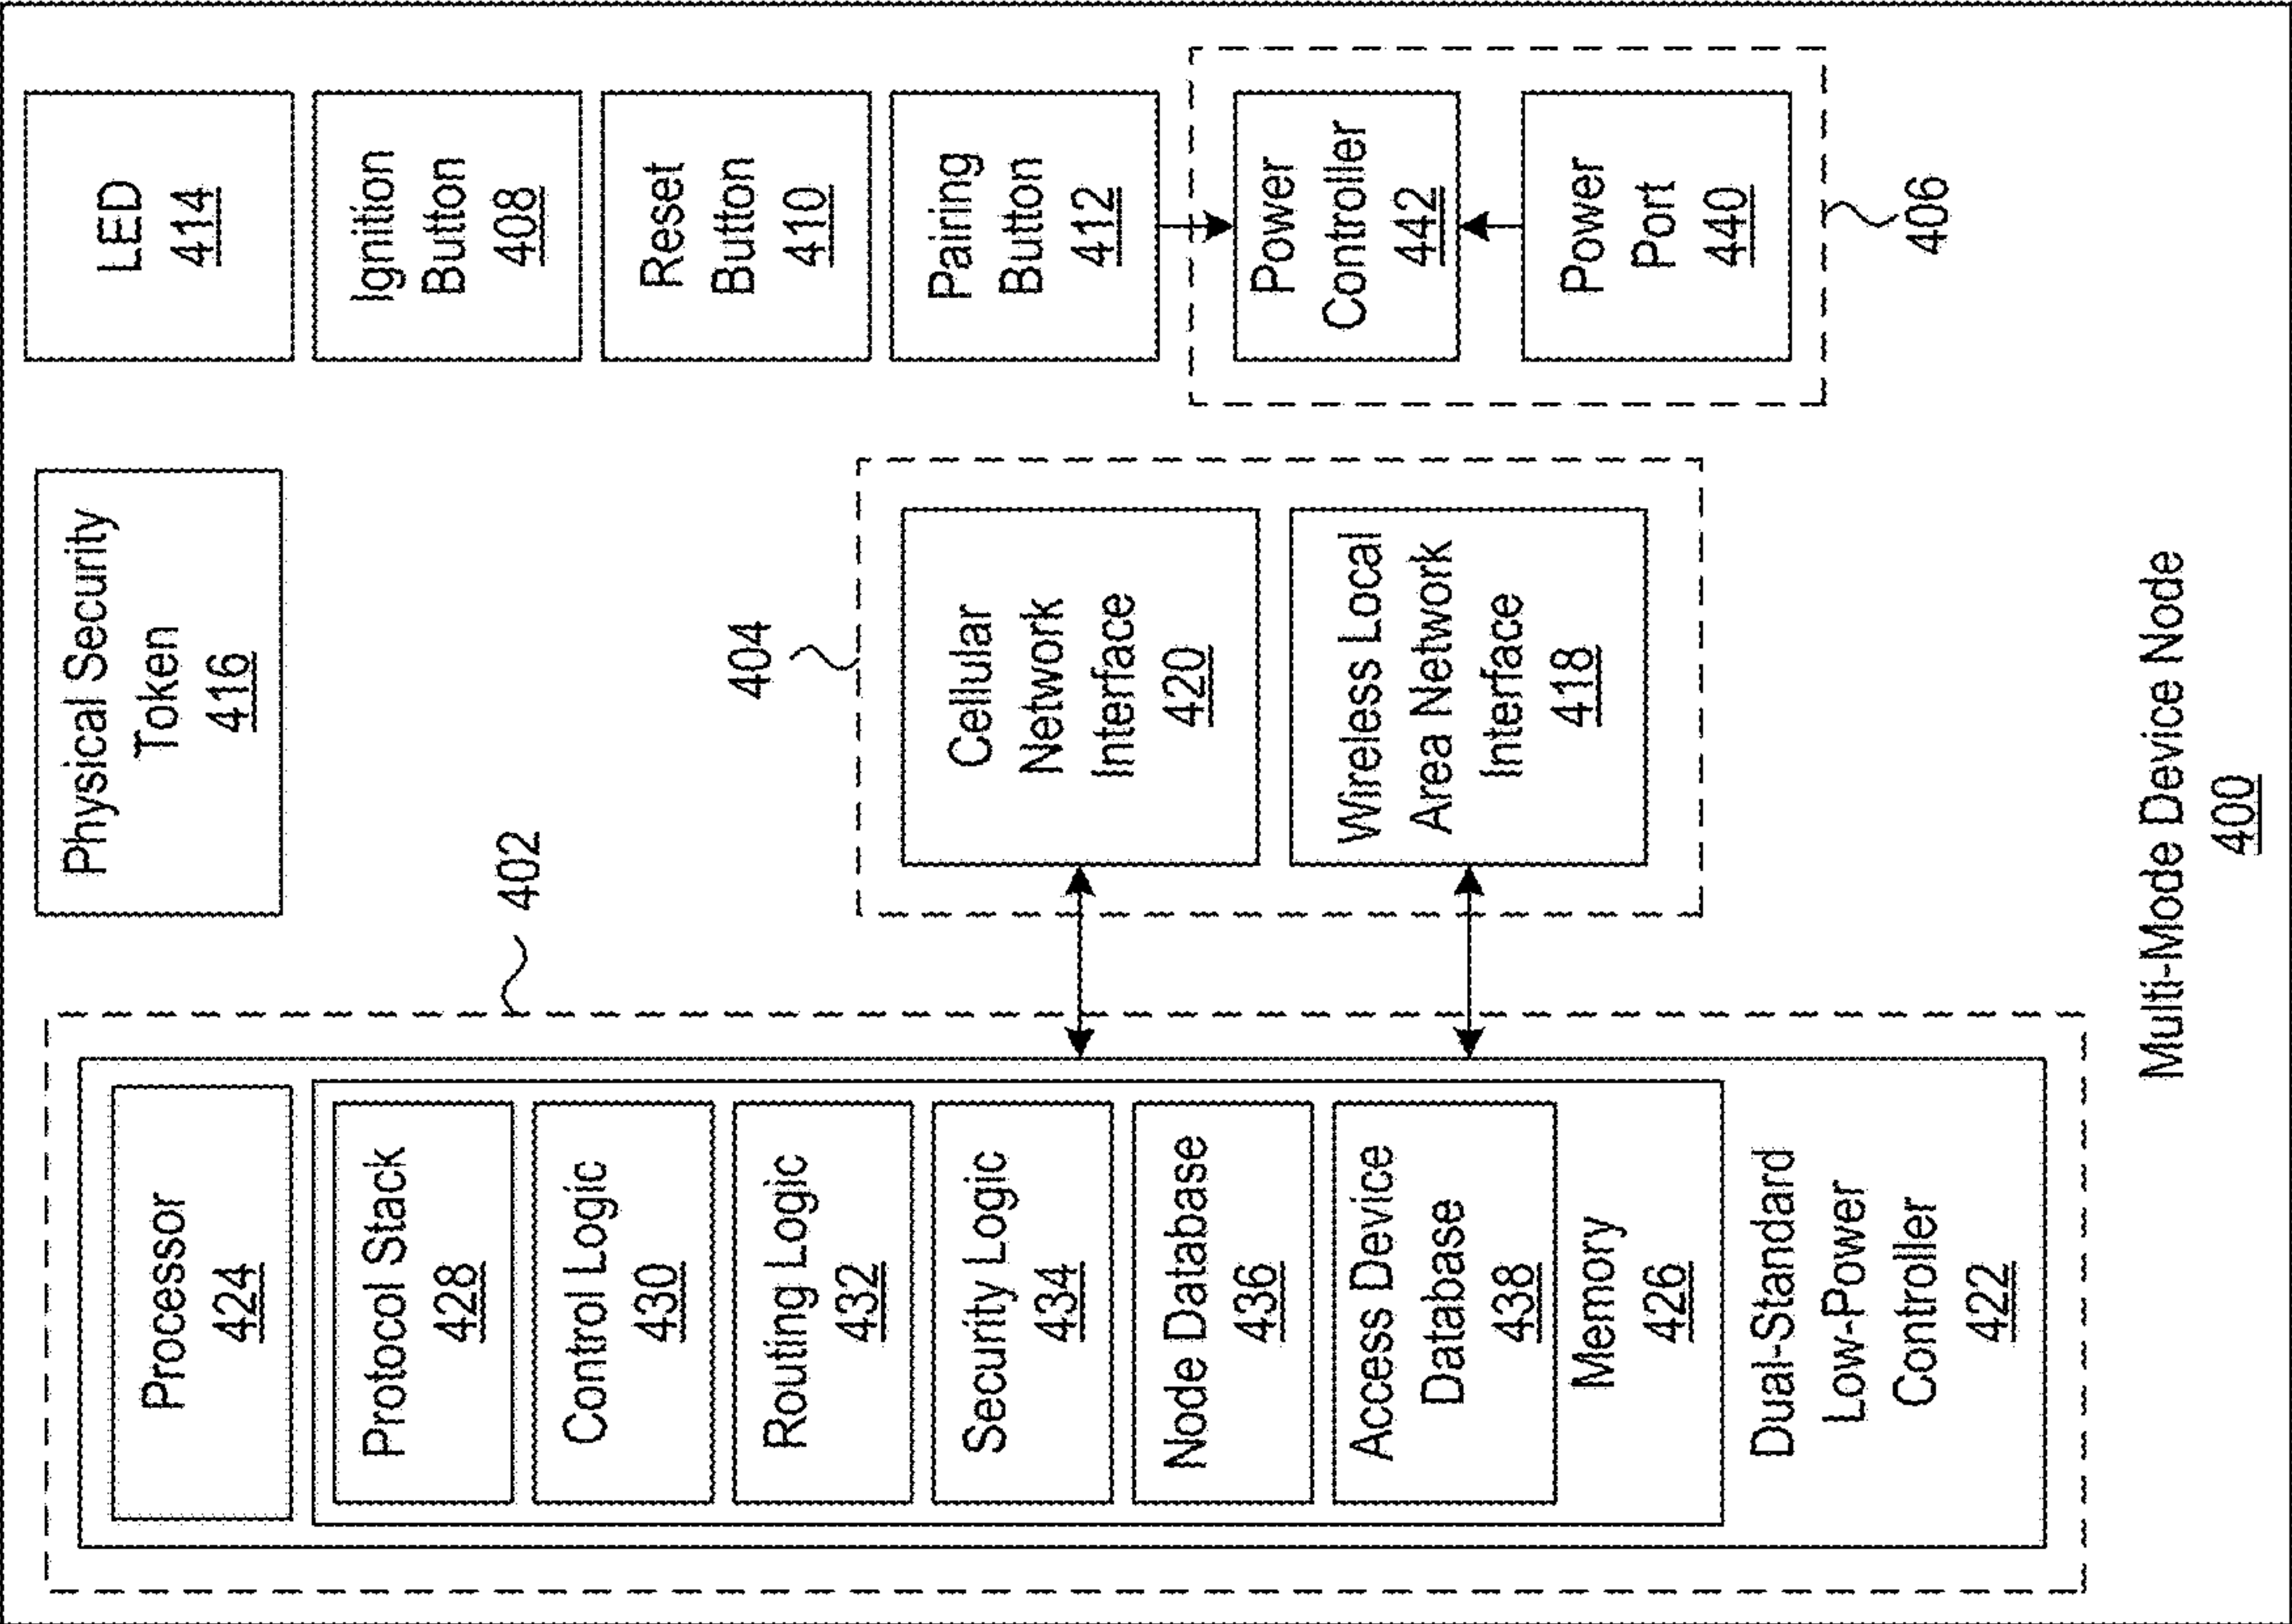 402
Processor
424
Protocol Stack
428
Control Logic
430
Routing Logic
432
Security Logic
434
Node Database
436
Access Device
Database
438
Memory
426
Dual-Standard
Low-Power
Controller
422
Physical Security
Token
416
404
Cellular
Network
Interface
420
Wireless Local
Area Network
Interface
418
LED
414
Ignition
Button
408
Reset
Button
410
Pairing
Button
412
Power
Controller
442
Power
Port
440
406
Multi-Mode Device Node
400